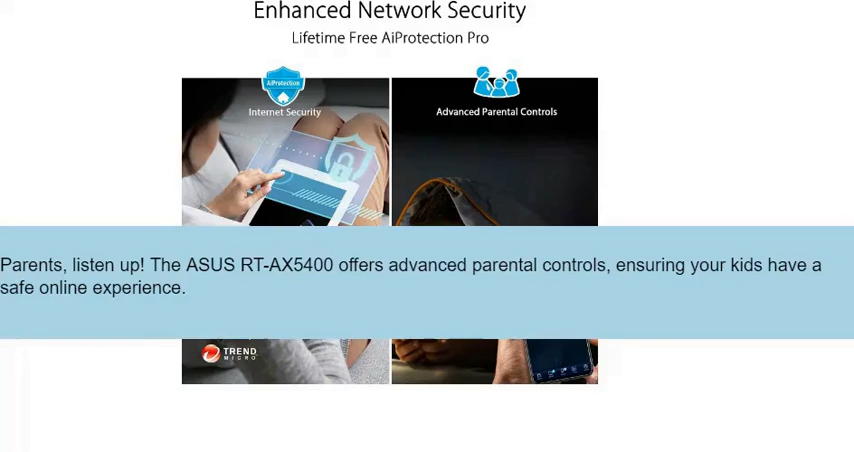 Enhanced Network Security
Lifetime Free AiProtection Pro
AiProtection
Internet Security
Advanced Parental Controls
Parents, listen up! The ASUS RT-AX5400 offers advanced parental controls, ensuring your kids have a
safe online experience.
TREND
MICRO